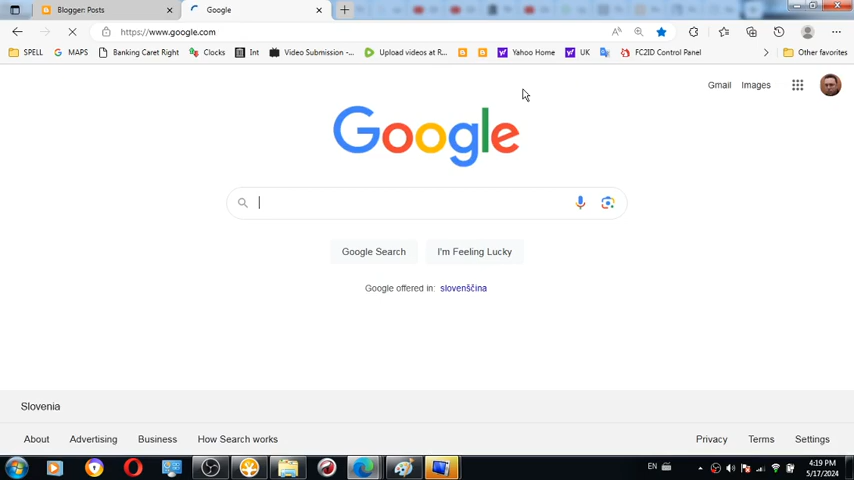 Blogger: Posts
Google
https://www.google.com
SPELL
MAPS
Banking Caret Right
Clocks
Int
Video Submission -...
Upload videos at R...
Yahoo Home
UK
FC2ID Control Panel
Other favorites
Gmail
Images
Google
Google Search
I'm Feeling Lucky
Google offered in: slovenščina
Slovenia
About
Advertising
Business
How Search works
Privacy
Terms
Settings
EN
4:19 PM
5/17/2024